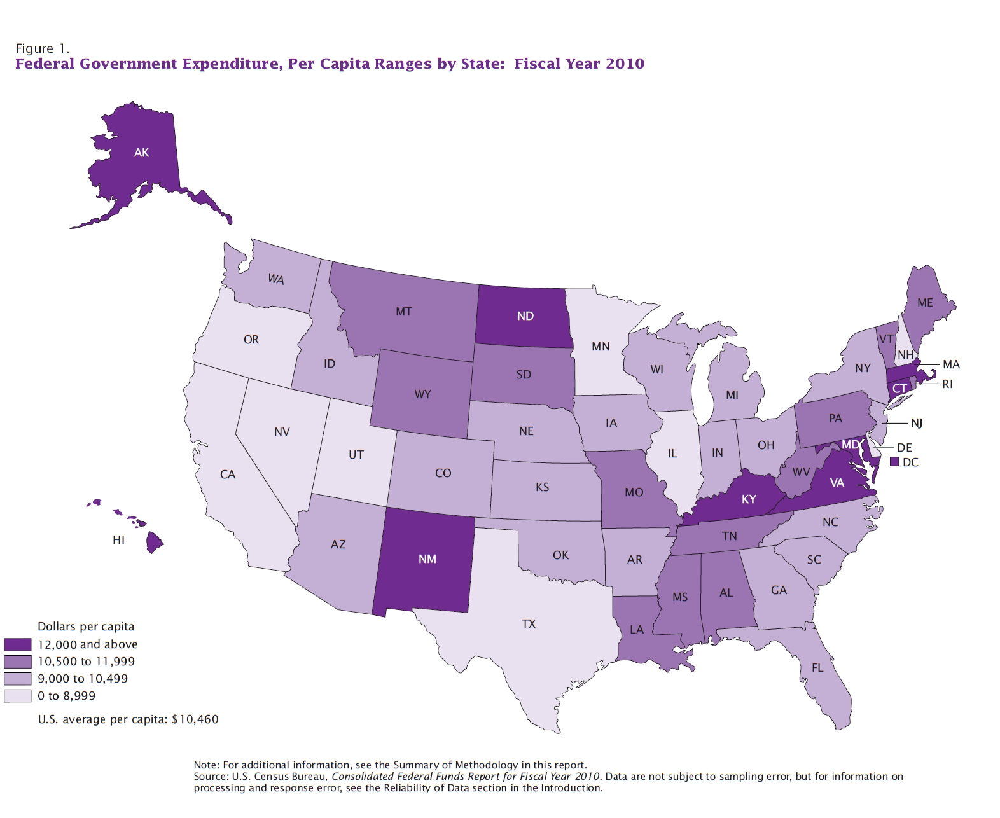 Figure 1.
Federal Government Expenditure, Per Capita Ranges by State:  Fiscal Year 2010
AK
WA
MT
ND
ME
OR
MN
VT
NH
ID
SD
WI
NY
MA
WY
MI
CT
RI
IA
PA
NJ
NV
NE
UT
IL
IN
OH
MD
DE
CA
CO
WV
DC
KS
MO
KY
VA
HI
AZ
NM
OK
AR
TN
NC
SC
MS
AL
GA
TX
LA
FL
Dollars per capita
12,000 and above
10,500 to 11,999
9,000 to 10,499
0 to 8,999
U.S. average per capita: $10,460
Note: For additional information, see the Summary of Methodology in this report.
Source: U.S. Census Bureau, Consolidated Federal Funds Report for Fiscal Year 2010. Data are not subject to sampling error, but for information on
processing and response error, see the Reliability of Data section in the Introduction.